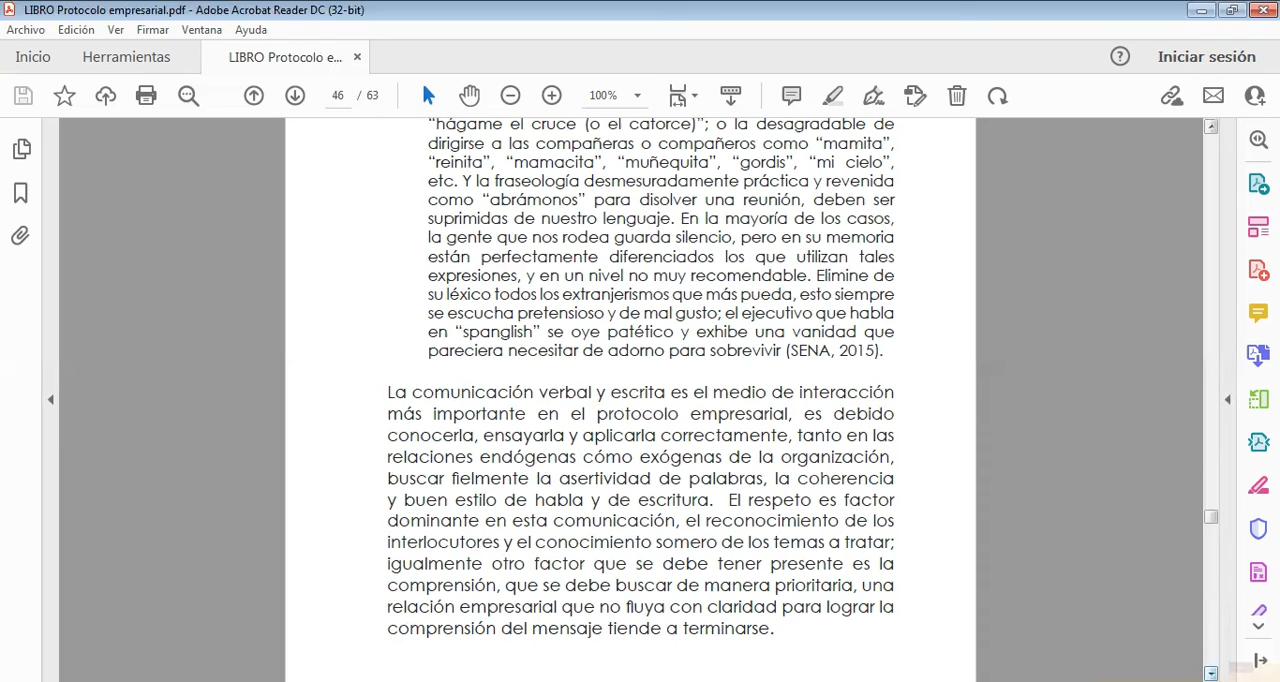 LIBRO Protocolo empresarial.pdf - Adobe Acrobat Reader DC (32-bit)
Archivo Edición Ver Firmar Ventana Ayuda
Inicio Herramientas LIBRO Protocolo e... Iniciar sesión
46 / 63 100%
“hágame el cruce (o el catorce)”; o la desagradable de
dirigirse a las compañeras o compañeros como “mamita”,
“reinita”, “mamacita”, “muñequita”, “gordis”, “mi cielo”,
etc. Y la fraseología desmesuradamente práctica y revenida
como “abrámonos” para disolver una reunión, deben ser
suprimidas de nuestro lenguaje. En la mayoría de los casos,
la gente que nos rodea guarda silencio, pero en su memoria
están perfectamente diferenciados los que utilizan tales
expresiones, y en un nivel no muy recomendable. Elimine de
su léxico todos los extranjerismos que más pueda, esto siempre
se escucha pretensioso y de mal gusto; el ejecutivo que habla
en “spanglish” se oye patético y exhibe una vanidad que
pareciera necesitar de adorno para sobrevivir (SENA, 2015).
La comunicación verbal y escrita es el medio de interacción
más importante en el protocolo empresarial, es debido
conocerla, ensayarla y aplicarla correctamente, tanto en las
relaciones endógenas cómo exógenas de la organización,
buscar fielmente la asertividad de palabras, la coherencia
y buen estilo de habla y de escritura. El respeto es factor
dominante en esta comunicación, el reconocimiento de los
interlocutores y el conocimiento somero de los temas a tratar;
igualmente otro factor que se debe tener presente es la
comprensión, que se debe buscar de manera prioritaria, una
relación empresarial que no fluya con claridad para lograr la
comprensión del mensaje tiende a terminarse.